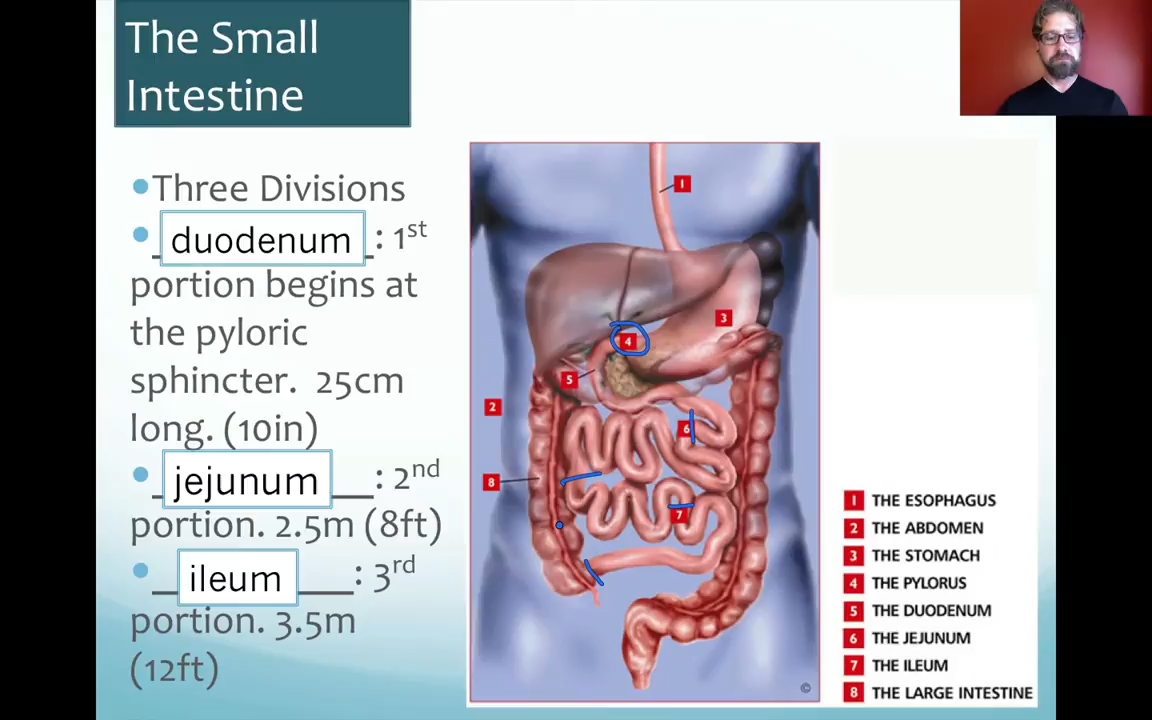 The Small
Intestine
•Three Divisions
• _duodenum_: 1st
portion begins at
the pyloric
sphincter. 25cm
long. (10in)
• _jejunum___: 2nd
portion. 2.5m (8ft)
• __ileum____: 3rd
portion. 3.5m
(12ft)
1
3
4
5
2
6
8
7
©
1 THE ESOPHAGUS
2 THE ABDOMEN
3 THE STOMACH
4 THE PYLORUS
5 THE DUODENUM
6 THE JEJUNUM
7 THE ILEUM
8 THE LARGE INTESTINE